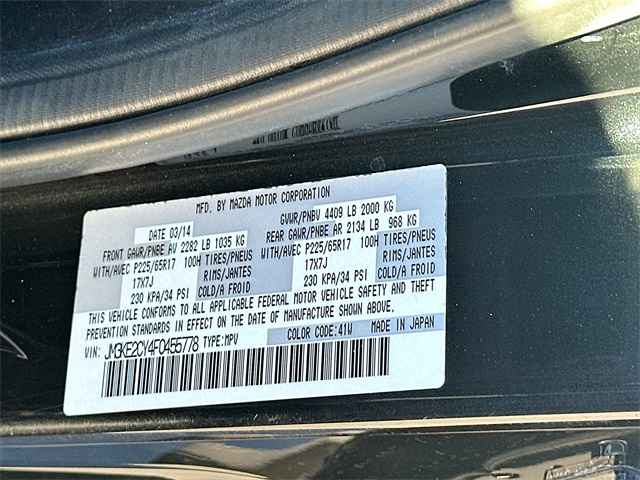 MFD. BY MAZDA MOTOR CORPORATION
DATE 03/14 GVWR/PNBV 4409 LB 2000 KG
FRONT GAWR/PNBE AV 2282 LB 1035 KG REAR GAWR/PNBE AR 2134 LB 968 KG
WITH/AVEC P225/65R17 100H TIRES/PNEUS WITH/AVEC P225/65R17 100H TIRES/PNEUS
17X7J RIMS/JANTES 17X7J RIMS/JANTES
230 KPA/34 PSI COLD/A FROID 230 KPA/34 PSI COLD/A FROID
THIS VEHICLE CONFORMS TO ALL APPLICABLE FEDERAL MOTOR VEHICLE SAFETY AND THEFT
PREVENTION STANDARDS IN EFFECT ON THE DATE OF MANUFACTURE SHOWN ABOVE.
VIN: JM3KE2CY4F0455778 TYPE:MPV COLOR CODE:41W MADE IN JAPAN